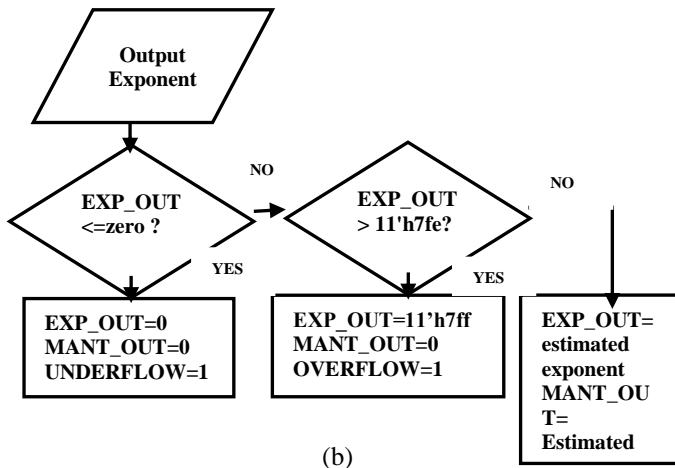 Output
Exponent
NO
NO
EXP_OUT
<=zero ?
EXP_OUT
> 11'h7fe?
YES
YES
EXP_OUT=0
MANT_OUT=0
UNDERFLOW=1
EXP_OUT=11’h7ff
MANT_OUT=0
OVERFLOW=1
EXP_OUT=
estimated
exponent
MANT_OU
T=
Estimated
(b)